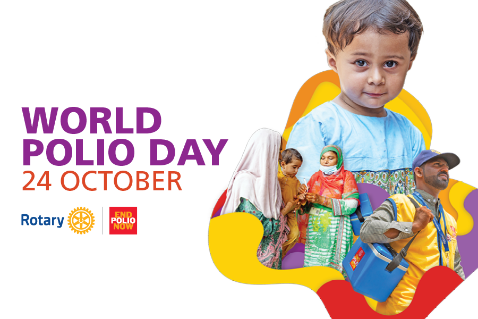 WORLD
POLIO DAY
24 OCTOBER
Rotary
END
POLIO
NOW